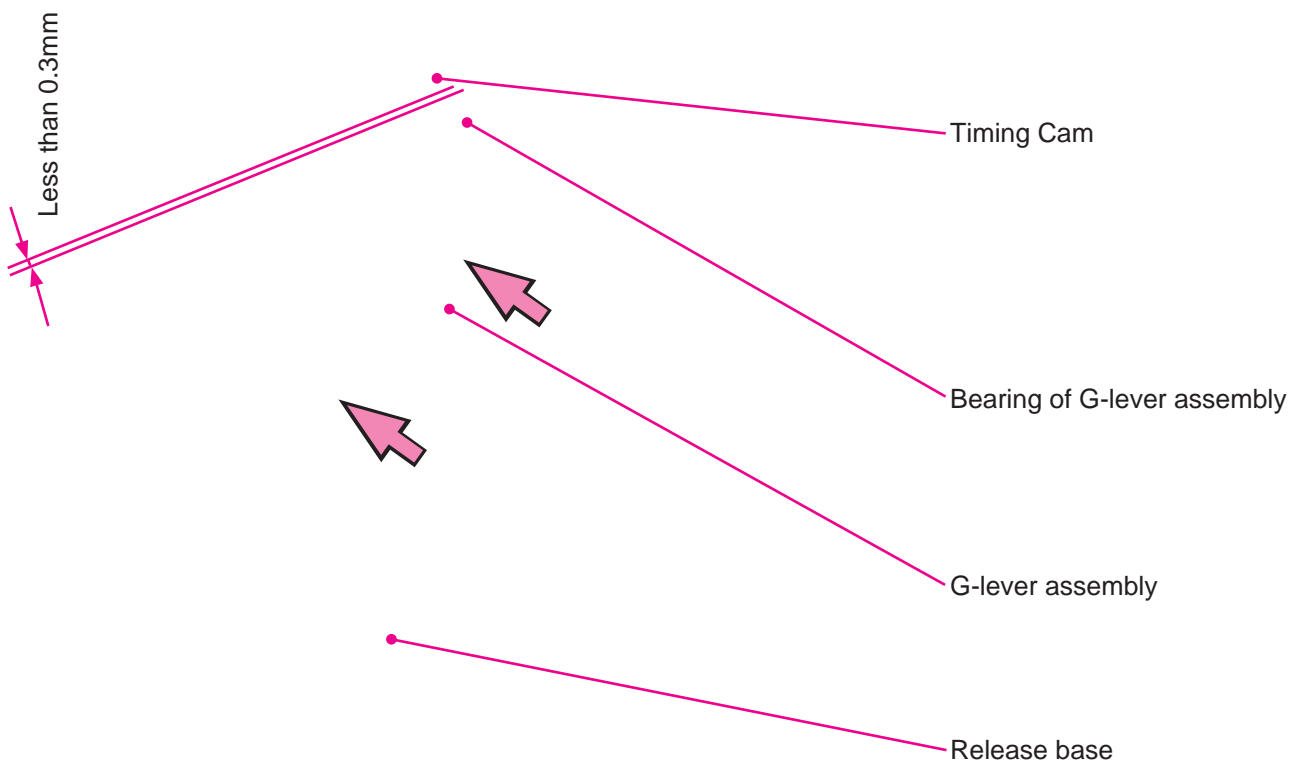 Less than 0.3mm
Timing Cam
Bearing of G-lever assembly
G-lever assembly
Release base